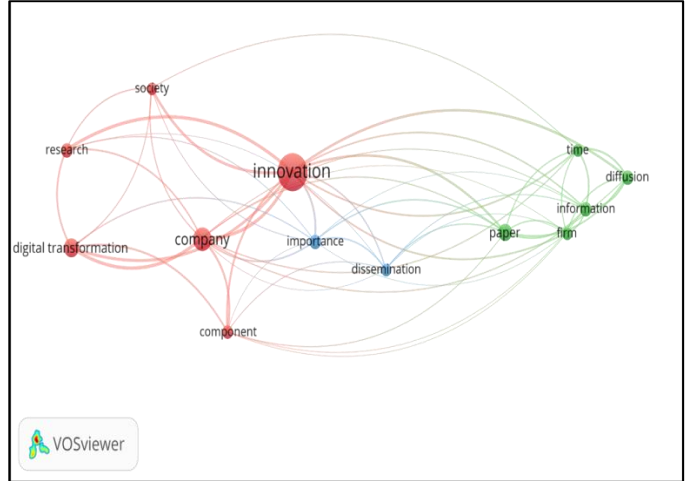 society
research
time
innovation
diffusion
information
company
importance
paper
firm
digital transformation
dissemination
component
VOSviewer